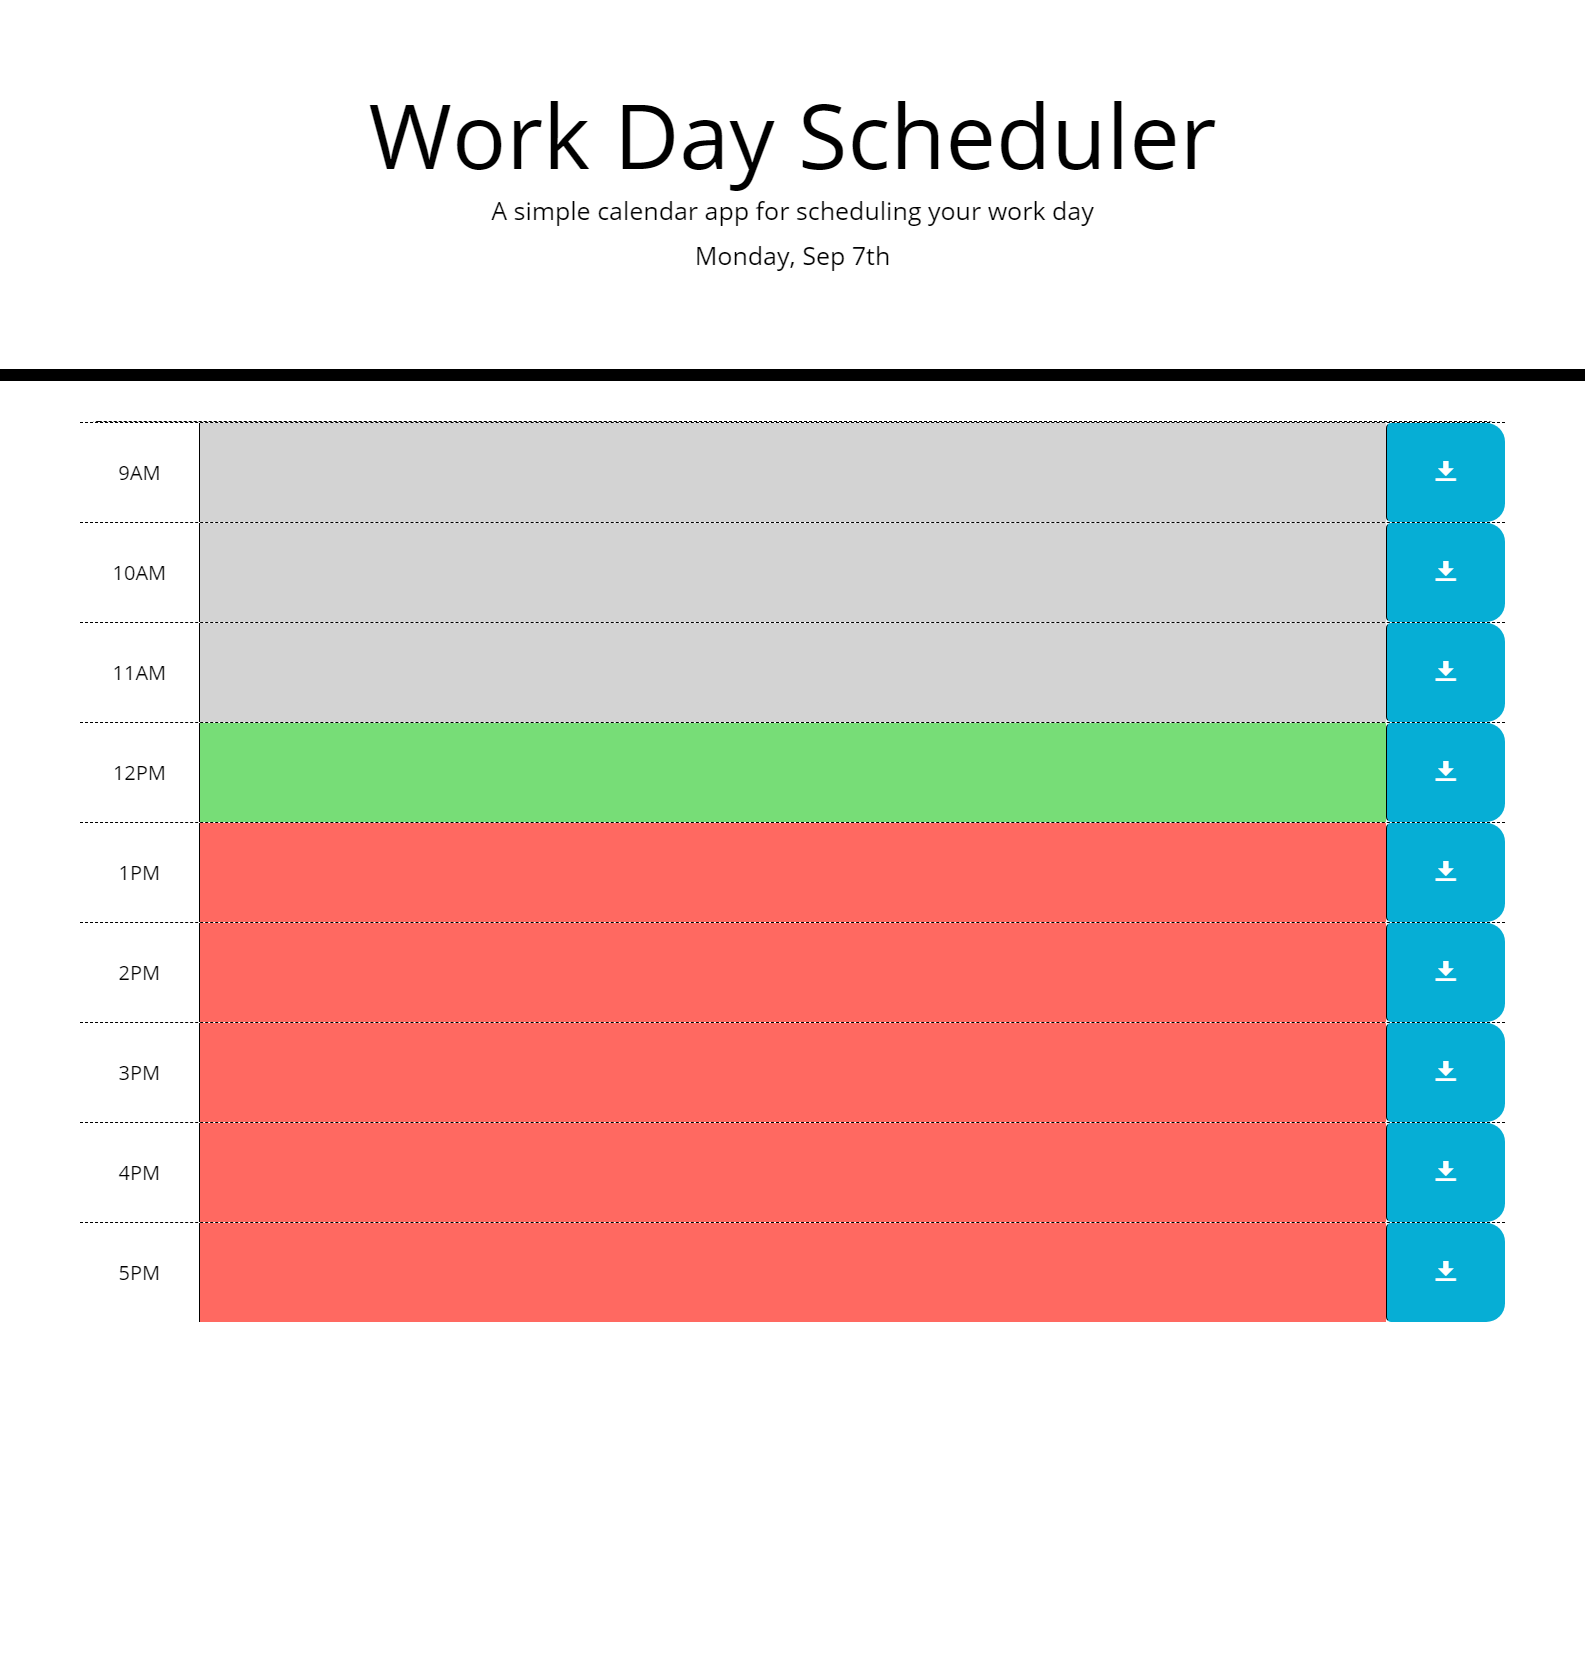 Work Day Scheduler
A simple calendar app for scheduling your work day
Monday, Sep 7th
9AM
10AM
11AM
12PM
1PM
2PM
3PM
4PM
5PM